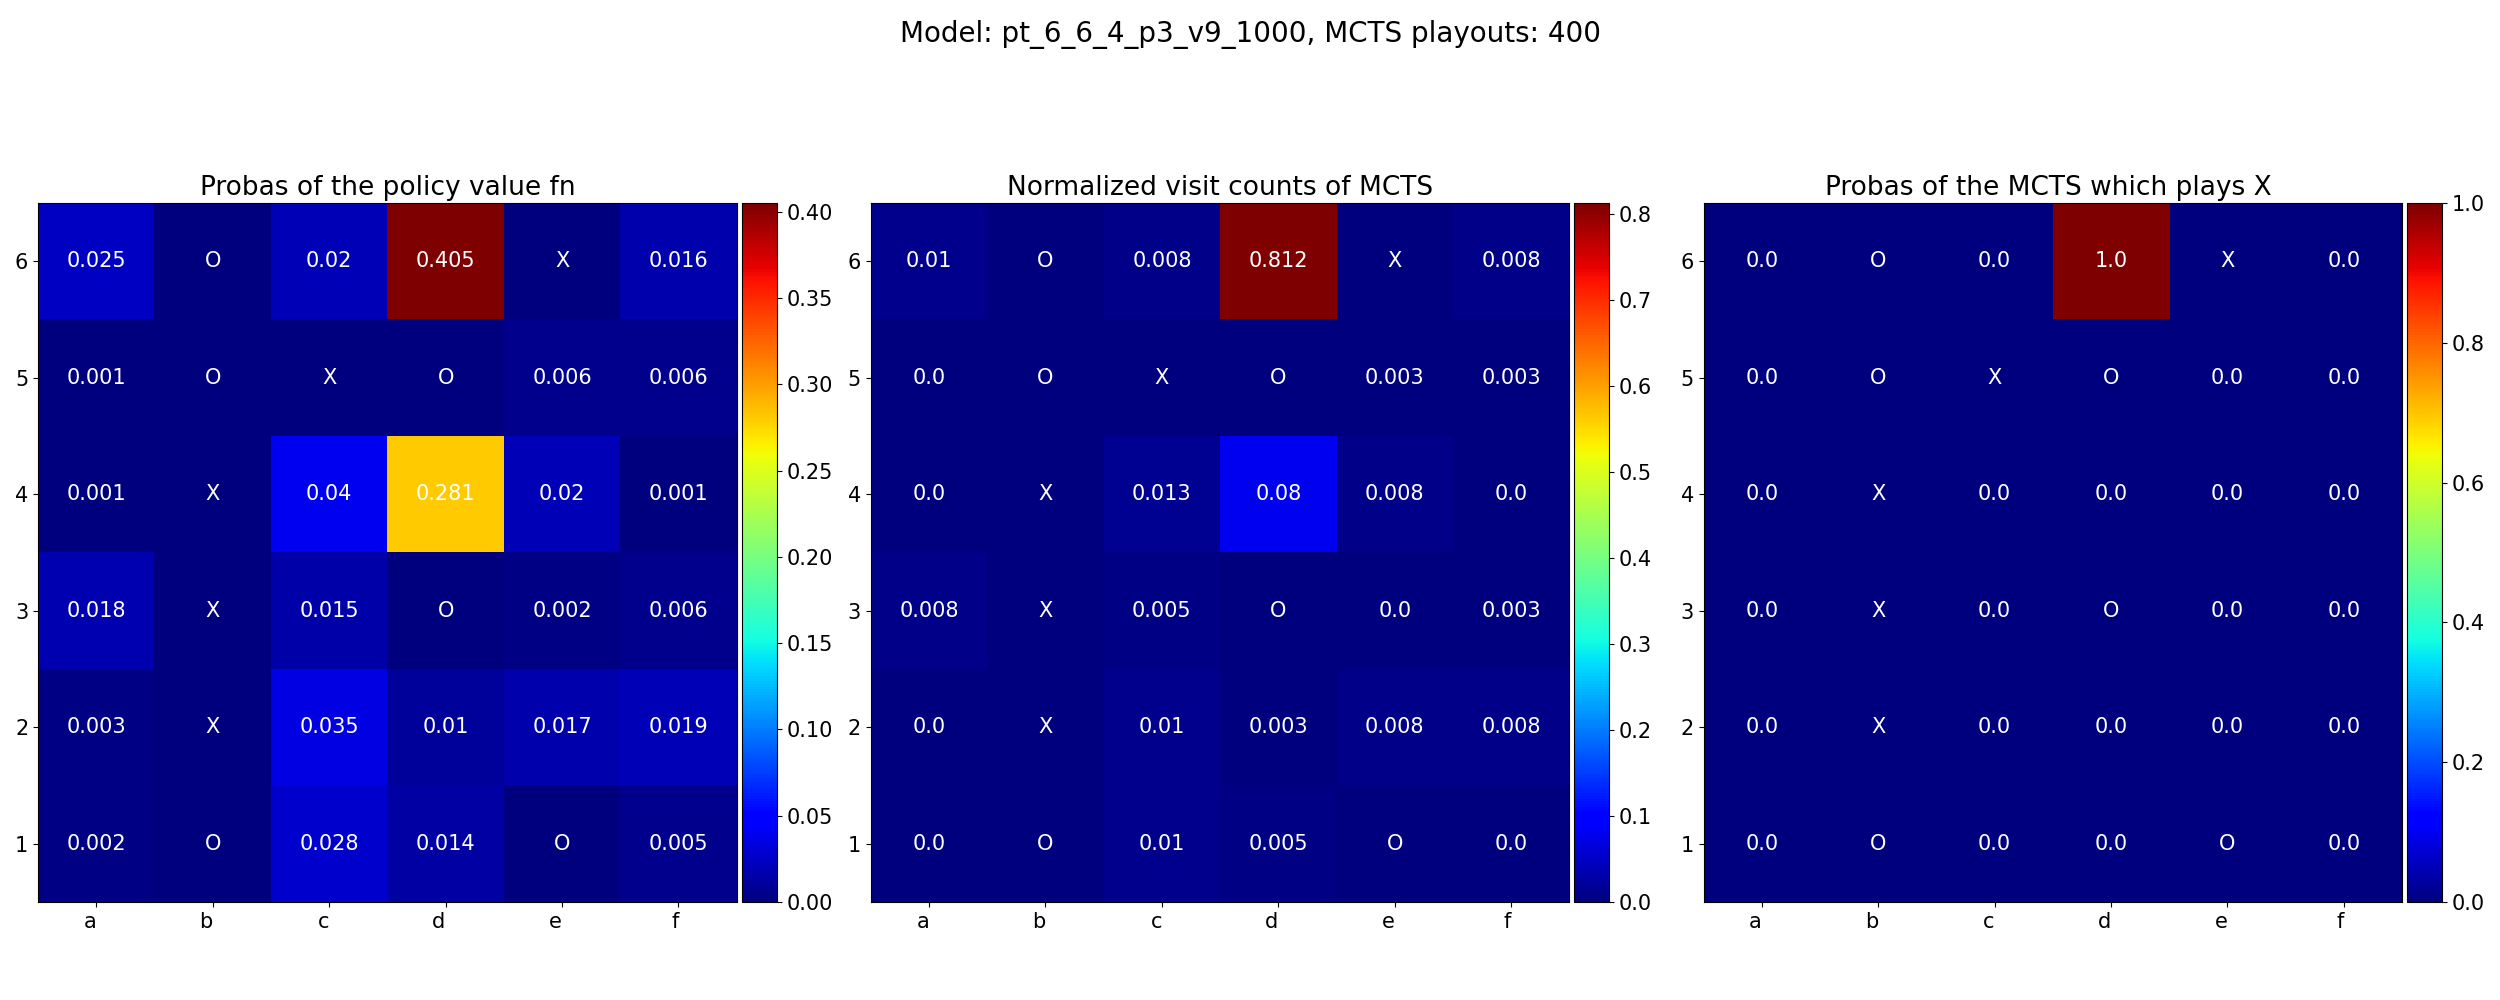 Model: pt_6_6_4_p3_v9_1000, MCTS playouts: 400
Probas of the policy value fn
6 0.025 O 0.02 0.405 X 0.016
5 0.001 O X O 0.006 0.006
4 0.001 X 0.04 0.281 0.02 0.001
3 0.018 X 0.015 O 0.002 0.006
2 0.003 X 0.035 0.01 0.017 0.019
1 0.002 O 0.028 0.014 O 0.005
a b c d e f
0.40
0.35
0.30
0.25
0.20
0.15
0.10
0.05
0.00
Normalized visit counts of MCTS
6 0.01 O 0.008 0.812 X 0.008
5 0.0 O X O 0.003 0.003
4 0.0 X 0.013 0.08 0.008 0.0
3 0.008 X 0.005 O 0.0 0.003
2 0.0 X 0.01 0.003 0.008 0.008
1 0.0 O 0.01 0.005 O 0.0
a b c d e f
0.8
0.7
0.6
0.5
0.4
0.3
0.2
0.1
0.0
Probas of the MCTS which plays X
6 0.0 O 0.0 1.0 X 0.0
5 0.0 O X O 0.0 0.0
4 0.0 X 0.0 0.0 0.0 0.0
3 0.0 X 0.0 O 0.0 0.0
2 0.0 X 0.0 0.0 0.0 0.0
1 0.0 O 0.0 0.0 O 0.0
a b c d e f
1.0
0.8
0.6
0.4
0.2
0.0